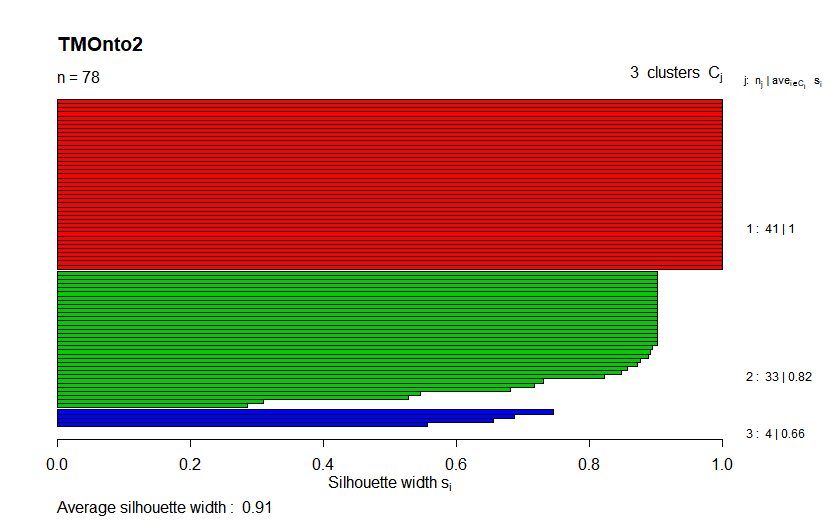 TMOnto2
n = 78
3 clusters Cj
j: nj | avei∈Cj si
1 : 41 | 1
2 : 33 | 0.82
3 : 4 | 0.66
0.0 0.2 0.4 0.6 0.8 1.0
Silhouette width si
Average silhouette width : 0.91